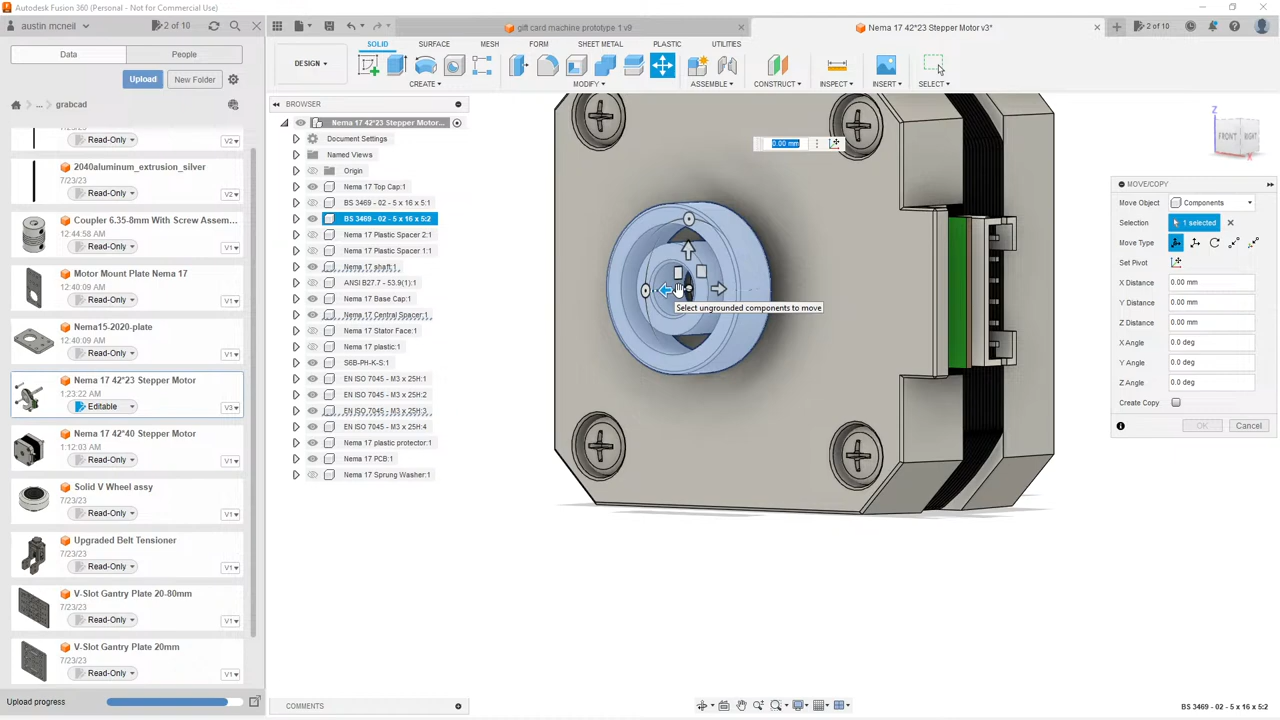 Autodesk Fusion 360 (Personal - Not for Commercial Use)
austin mcneil
2 of 10
gift card machine prototype 1 v9
Nema 17 42*23 Stepper Motor v3*
2 of 10
Data
People
SOLID
SURFACE
MESH
FORM
SHEET METAL
PLASTIC
UTILITIES
DESIGN
Upload
New Folder
CREATE
MODIFY
ASSEMBLE
CONSTRUCT
INSPECT
INSERT
SELECT
... grabcad
BROWSER
Nema 17 42*23 Stepper Motor...
Document Settings
Named Views
Origin
Nema 17 Top Cap:1
BS 3469 - 02 - 5 x 16 x 5:1
BS 3469 - 02 - 5 x 16 x 5:2
Nema 17 Plastic Spacer 2:1
Nema 17 Plastic Spacer 1:1
Nema 17 shaft:1
ANSI B27.7 - 53.9(1):1
Nema 17 Base Cap:1
Nema 17 Central Spacer:1
Nema 17 Stator Face:1
Nema 17 plastic:1
S6B-PH-K-S:1
EN ISO 7045 - M3 x 25H:1
EN ISO 7045 - M3 x 25H:2
EN ISO 7045 - M3 x 25H:3
EN ISO 7045 - M3 x 25H:4
Nema 17 plastic protector:1
Nema 17 PCB:1
Nema 17 Sprung Washer:1
Read-Only
V2
2040aluminum_extrusion_silver
7/23/23
Read-Only
V2
Coupler 6.35-8mm With Screw Assem...
12:44:58 AM
Read-Only
V1
Motor Mount Plate Nema 17
12:40:09 AM
Read-Only
V1
Nema15-2020-plate
12:40:09 AM
Read-Only
V1
Nema 17 42*23 Stepper Motor
1:23:22 AM
Editable
V3
Nema 17 42*40 Stepper Motor
1:12:03 AM
Read-Only
V1
Solid V Wheel assy
7/23/23
Read-Only
V1
Upgraded Belt Tensioner
7/23/23
Read-Only
V1
V-Slot Gantry Plate 20-80mm
7/23/23
Read-Only
V1
V-Slot Gantry Plate 20mm
7/23/23
Read-Only
V1
Upload progress
0.00 mm
Select ungrounded components to move
Z
FRONT
RIGHT
X
MOVE/COPY
Move Object
Components
Selection
1 selected
Move Type
Set Pivot
X Distance
0.00 mm
Y Distance
0.00 mm
Z Distance
0.00 mm
X Angle
0.0 deg
Y Angle
0.0 deg
Z Angle
0.0 deg
Create Copy
OK
Cancel
COMMENTS
BS 3469 - 02 - 5 x 16 x 5:2